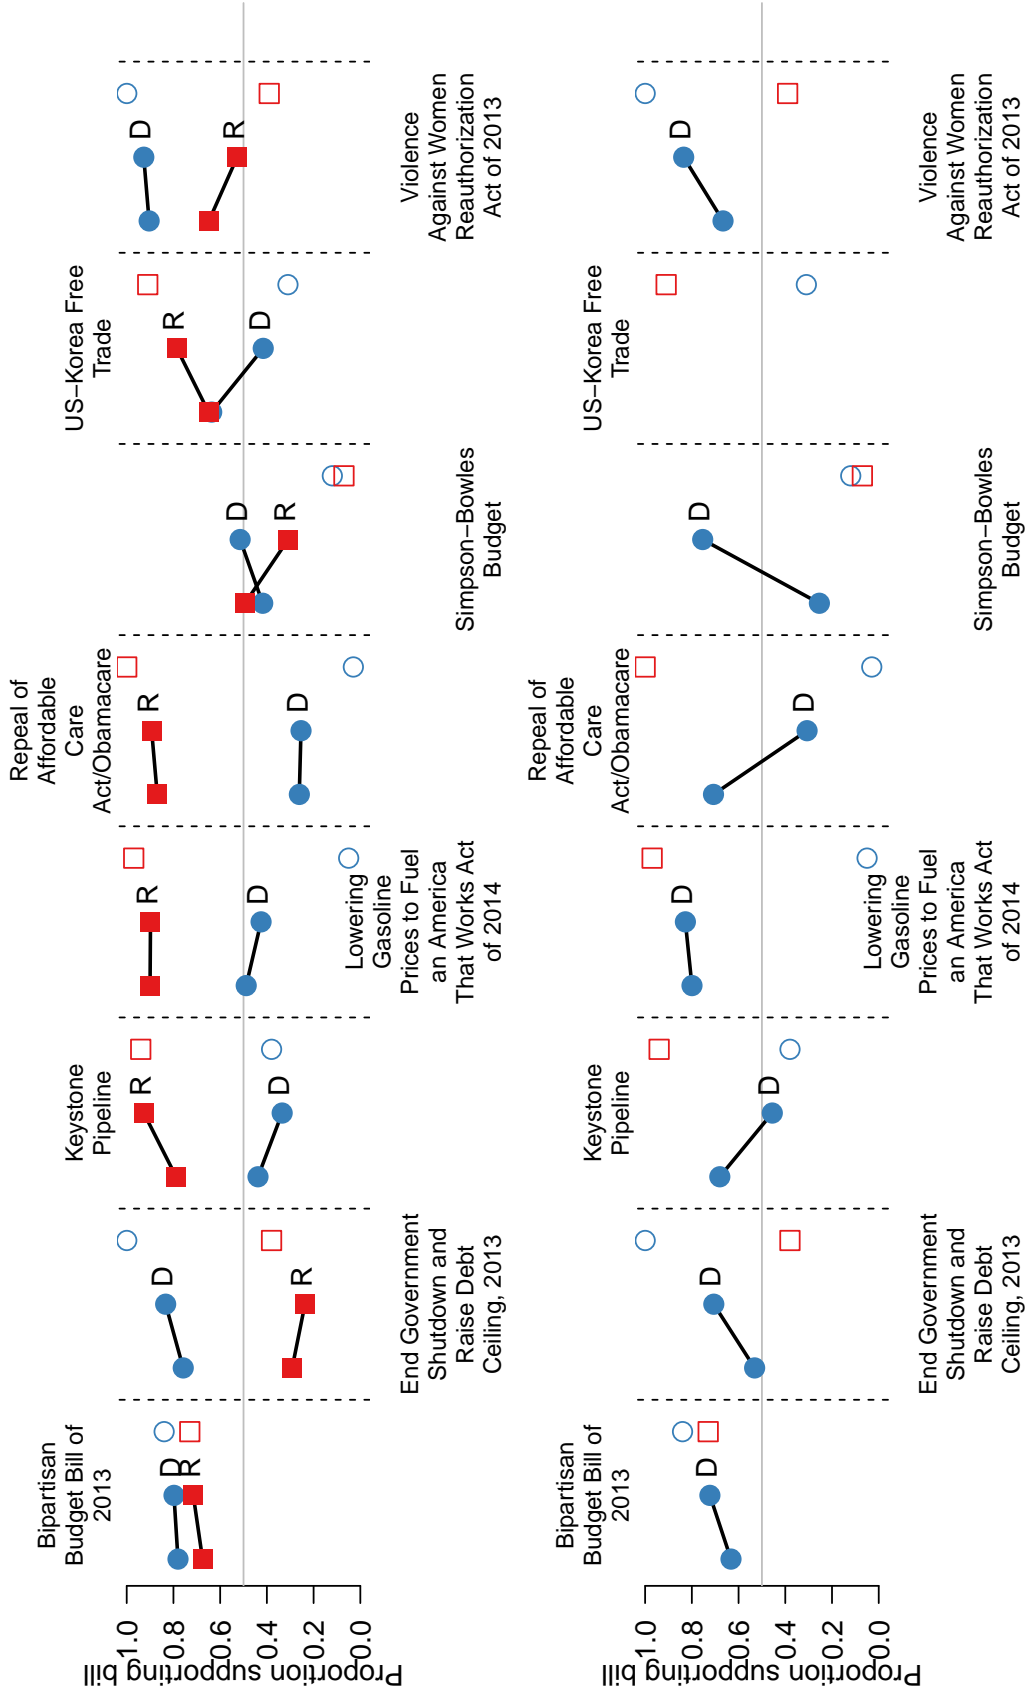 Bipartisan
Budget Bill of
2013
End Government
Shutdown and
Raise Debt
Ceiling, 2013
Keystone
Pipeline
Lowering
Gasoline
Prices to Fuel
an America
That Works Act
of 2014
Repeal of
Affordable
Care
Act/Obamacare
Simpson−Bowles
Budget
US−Korea Free
Trade
Violence
Against Women
Reauthorization
Act of 2013
Proportion supporting bill
0.0
0.2
0.4
0.6
0.8
1.0
D
R
D
R
R
D
R
D
R
D
D
R
R
D
D
R
Bipartisan
Budget Bill of
2013
End Government
Shutdown and
Raise Debt
Ceiling, 2013
Keystone
Pipeline
Lowering
Gasoline
Prices to Fuel
an America
That Works Act
of 2014
Repeal of
Affordable
Care
Act/Obamacare
Simpson−Bowles
Budget
US−Korea Free
Trade
Violence
Against Women
Reauthorization
Act of 2013
Proportion supporting bill
0.0
0.2
0.4
0.6
0.8
1.0
D
D
D
D
D
D
D